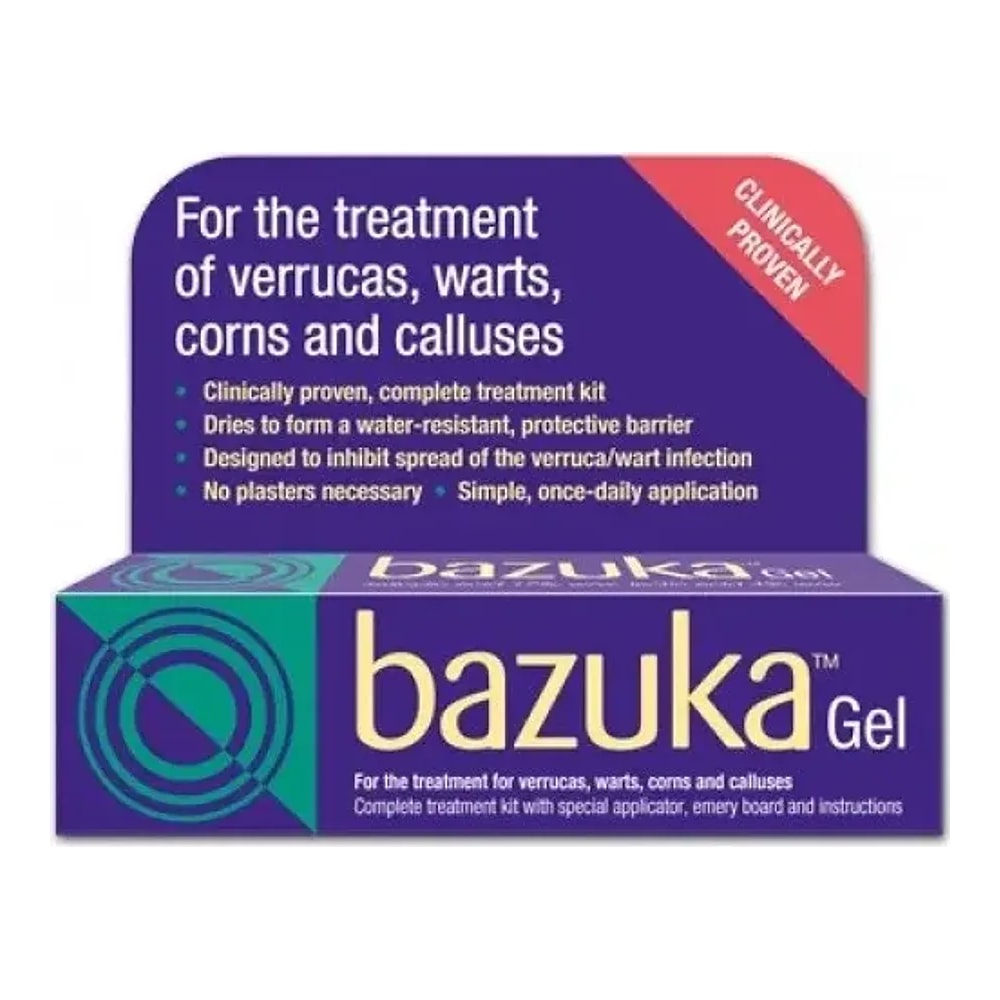 For the treatment
of verrucas, warts,
corns and calluses
CLINICALLY
PROVEN
• Clinically proven, complete treatment kit
• Dries to form a water-resistant, protective barrier
• Designed to inhibit spread of the verruca/wart infection
• No plasters necessary • Simple, once-daily application
bazuka™ Gel
bazuka™ Gel
For the treatment for verrucas, warts, corns and calluses
Complete treatment kit with special applicator, emery board and instructions